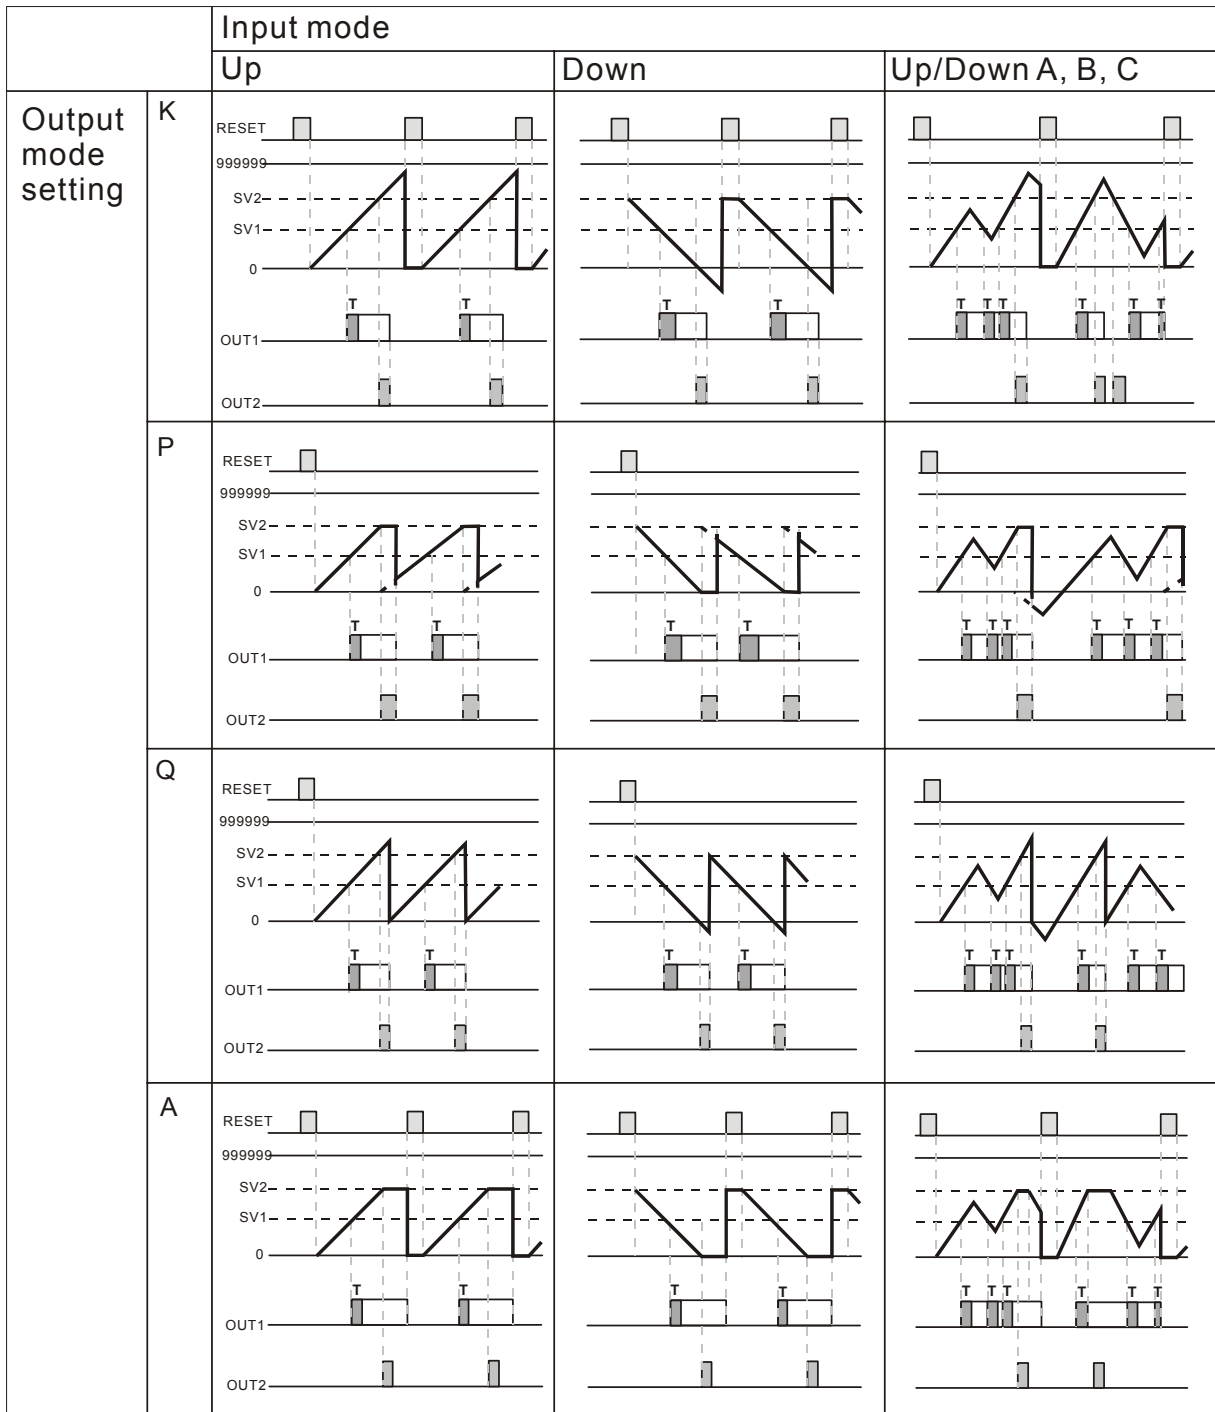 Input mode
Up
Down
Up/Down A, B, C
Output
mode
setting
K
RESET
999999
SV2
SV1
0
T T
OUT1
OUT2
T T
T T T T T T
P
RESET
999999
SV2
SV1
0
T T
OUT1
OUT2
T T
T T T T T T
Q
RESET
999999
SV2
SV1
0
T T
OUT1
OUT2
T T
T T T T T T
A
RESET
999999
SV2
SV1
0
T T
OUT1
OUT2
T T
T T T T T T